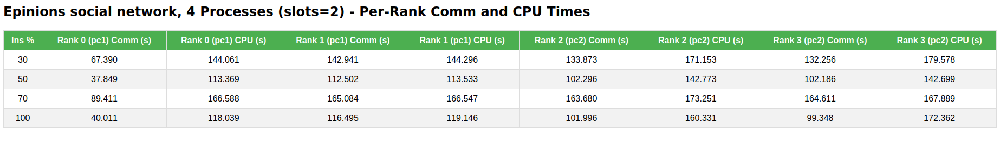 Epinions social network, 4 Processes (slots=2) - Per-Rank Comm and CPU Times
Ins % Rank 0 (pc1) Comm (s) Rank 0 (pc1) CPU (s) Rank 1 (pc1) Comm (s) Rank 1 (pc1) CPU (s) Rank 2 (pc2) Comm (s) Rank 2 (pc2) CPU (s) Rank 3 (pc2) Comm (s) Rank 3 (pc2) CPU (s)
30 67.390 144.061 142.941 144.296 133.873 171.153 132.256 179.578
50 37.849 113.369 112.502 113.533 102.296 142.773 102.186 142.699
70 89.411 166.588 165.084 166.547 163.680 173.251 164.611 167.889
100 40.011 118.039 116.495 119.146 101.996 160.331 99.348 172.362